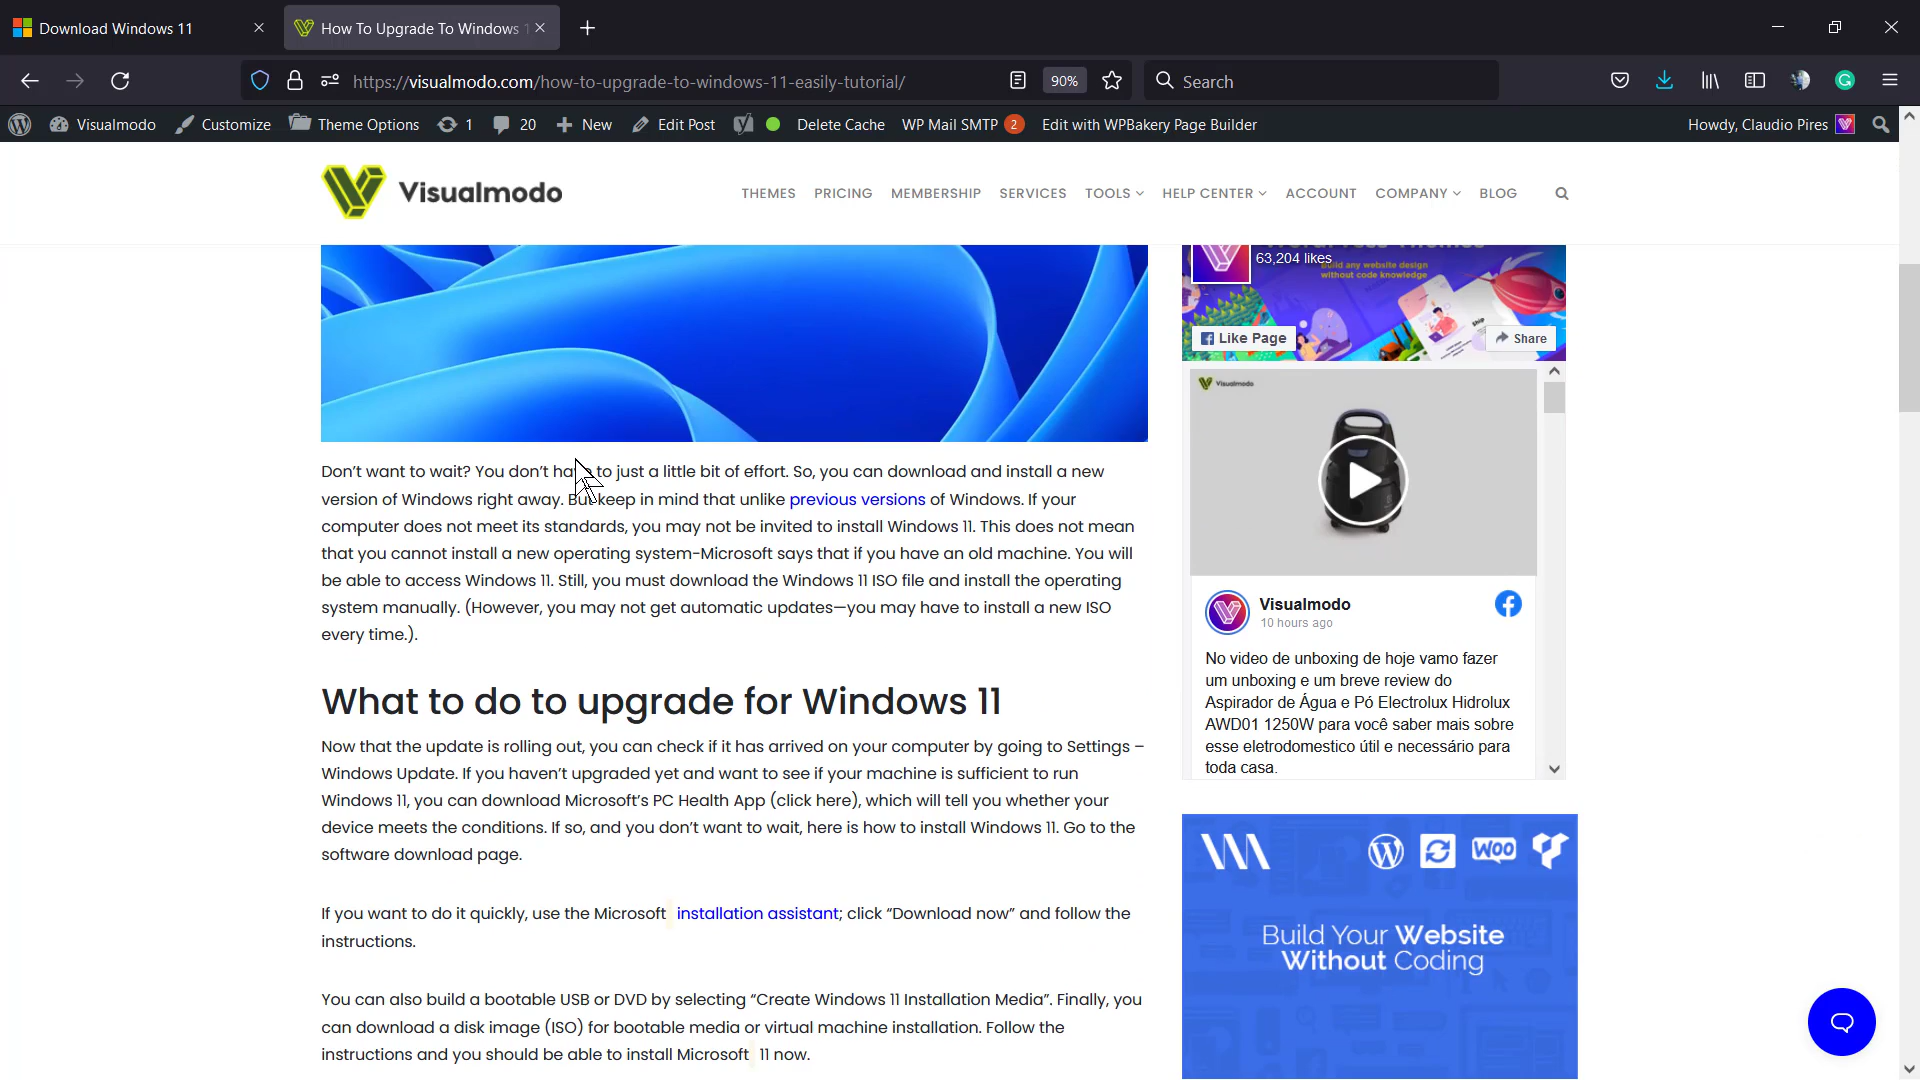 Download Windows 11
How To Upgrade To Windows 1
https://visualmodo.com/how-to-upgrade-to-windows-11-easily-tutorial/
90%
Search
Visualmodo
Customize
Theme Options
1
20
New
Edit Post
Delete Cache
WP Mail SMTP 2
Edit with WPBakery Page Builder
Howdy, Claudio Pires
Visualmodo
THEMES
PRICING
MEMBERSHIP
SERVICES
TOOLS
HELP CENTER
ACCOUNT
COMPANY
BLOG
63,204 likes
Build any website design
without code knowledge
Like Page
Share
Don’t want to wait? You don’t have to just a little bit of effort. So, you can download and install a new
version of Windows right away. But keep in mind that unlike previous versions of Windows. If your
computer does not meet its standards, you may not be invited to install Windows 11. This does not mean
that you cannot install a new operating system-Microsoft says that if you have an old machine. You will
be able to access Windows 11. Still, you must download the Windows 11 ISO file and install the operating
system manually. (However, you may not get automatic updates—you may have to install a new ISO
every time.).
What to do to upgrade for Windows 11
Now that the update is rolling out, you can check if it has arrived on your computer by going to Settings –
Windows Update. If you haven’t upgraded yet and want to see if your machine is sufficient to run
Windows 11, you can download Microsoft’s PC Health App (click here), which will tell you whether your
device meets the conditions. If so, and you don’t want to wait, here is how to install Windows 11. Go to the
software download page.
If you want to do it quickly, use the Microsoft installation assistant; click “Download now” and follow the
instructions.
You can also build a bootable USB or DVD by selecting “Create Windows 11 Installation Media”. Finally, you
can download a disk image (ISO) for bootable media or virtual machine installation. Follow the
instructions and you should be able to install Microsoft 11 now.
Visualmodo
Visualmodo
10 hours ago
No video de unboxing de hoje vamo fazer
um unboxing e um breve review do
Aspirador de Água e Pó Electrolux Hidrolux
AWD01 1250W para você saber mais sobre
esse eletrodomestico útil e necessário para
toda casa.
WOO
Build Your Website
Without Coding